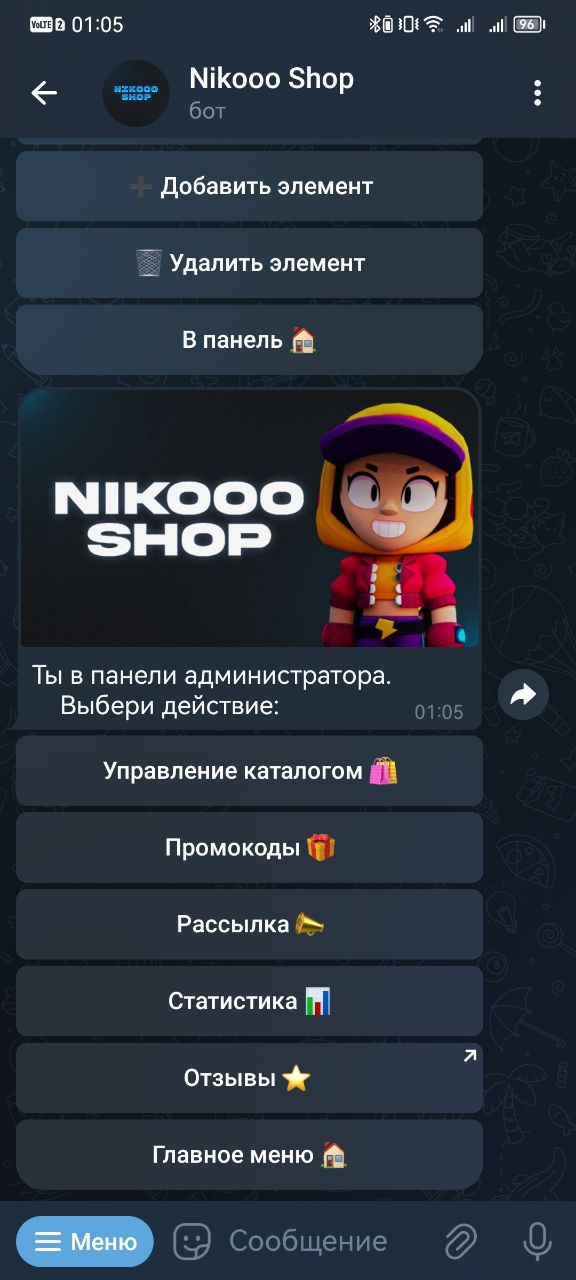 VoLTE 2 01:05 96
Nikooo Shop
NIKOOO
SHOP
бот
Добавить элемент
Удалить элемент
В панель
NIKOOO
SHOP
Ты в панели администратора.
Выбери действие:
01:05
Управление каталогом
Промокоды
Рассылка
Статистика
Отзывы
Главное меню
Меню
Сообщение